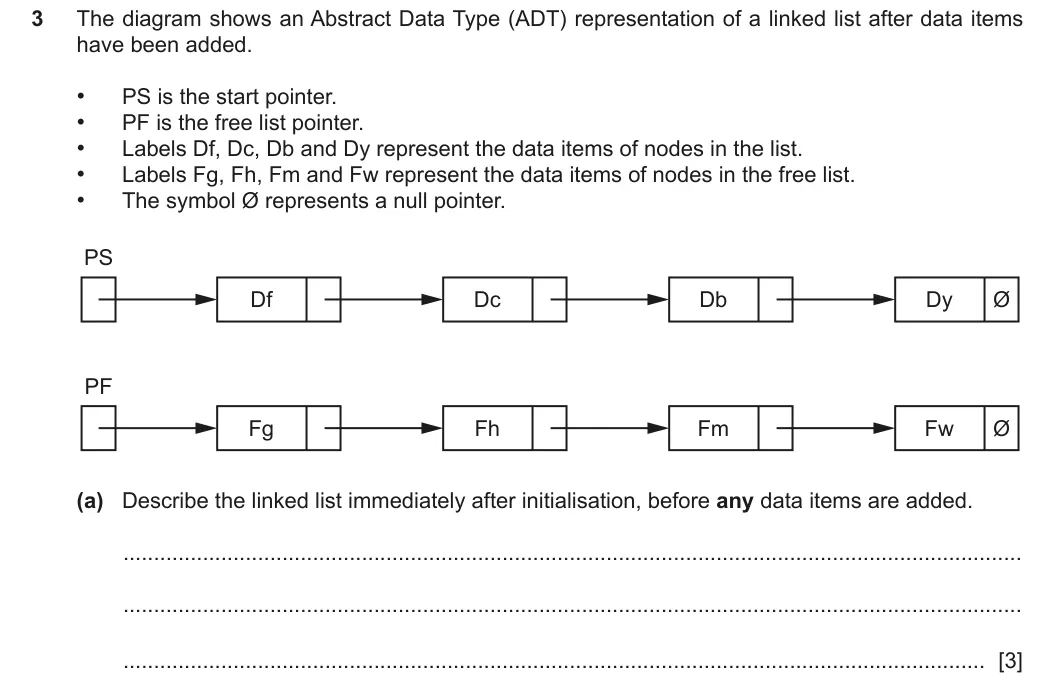 3 The diagram shows an Abstract Data Type (ADT) representation of a linked list after data items
have been added.
• PS is the start pointer.
• PF is the free list pointer.
• Labels Df, Dc, Db and Dy represent the data items of nodes in the list.
• Labels Fg, Fh, Fm and Fw represent the data items of nodes in the free list.
• The symbol Ø represents a null pointer.
PS
Df Dc Db Dy Ø
PF
Fg Fh Fm Fw Ø
(a) Describe the linked list immediately after initialisation, before any data items are added.
..........................................................................................................................................................
..........................................................................................................................................................
.................................................................................................................................................... [3]